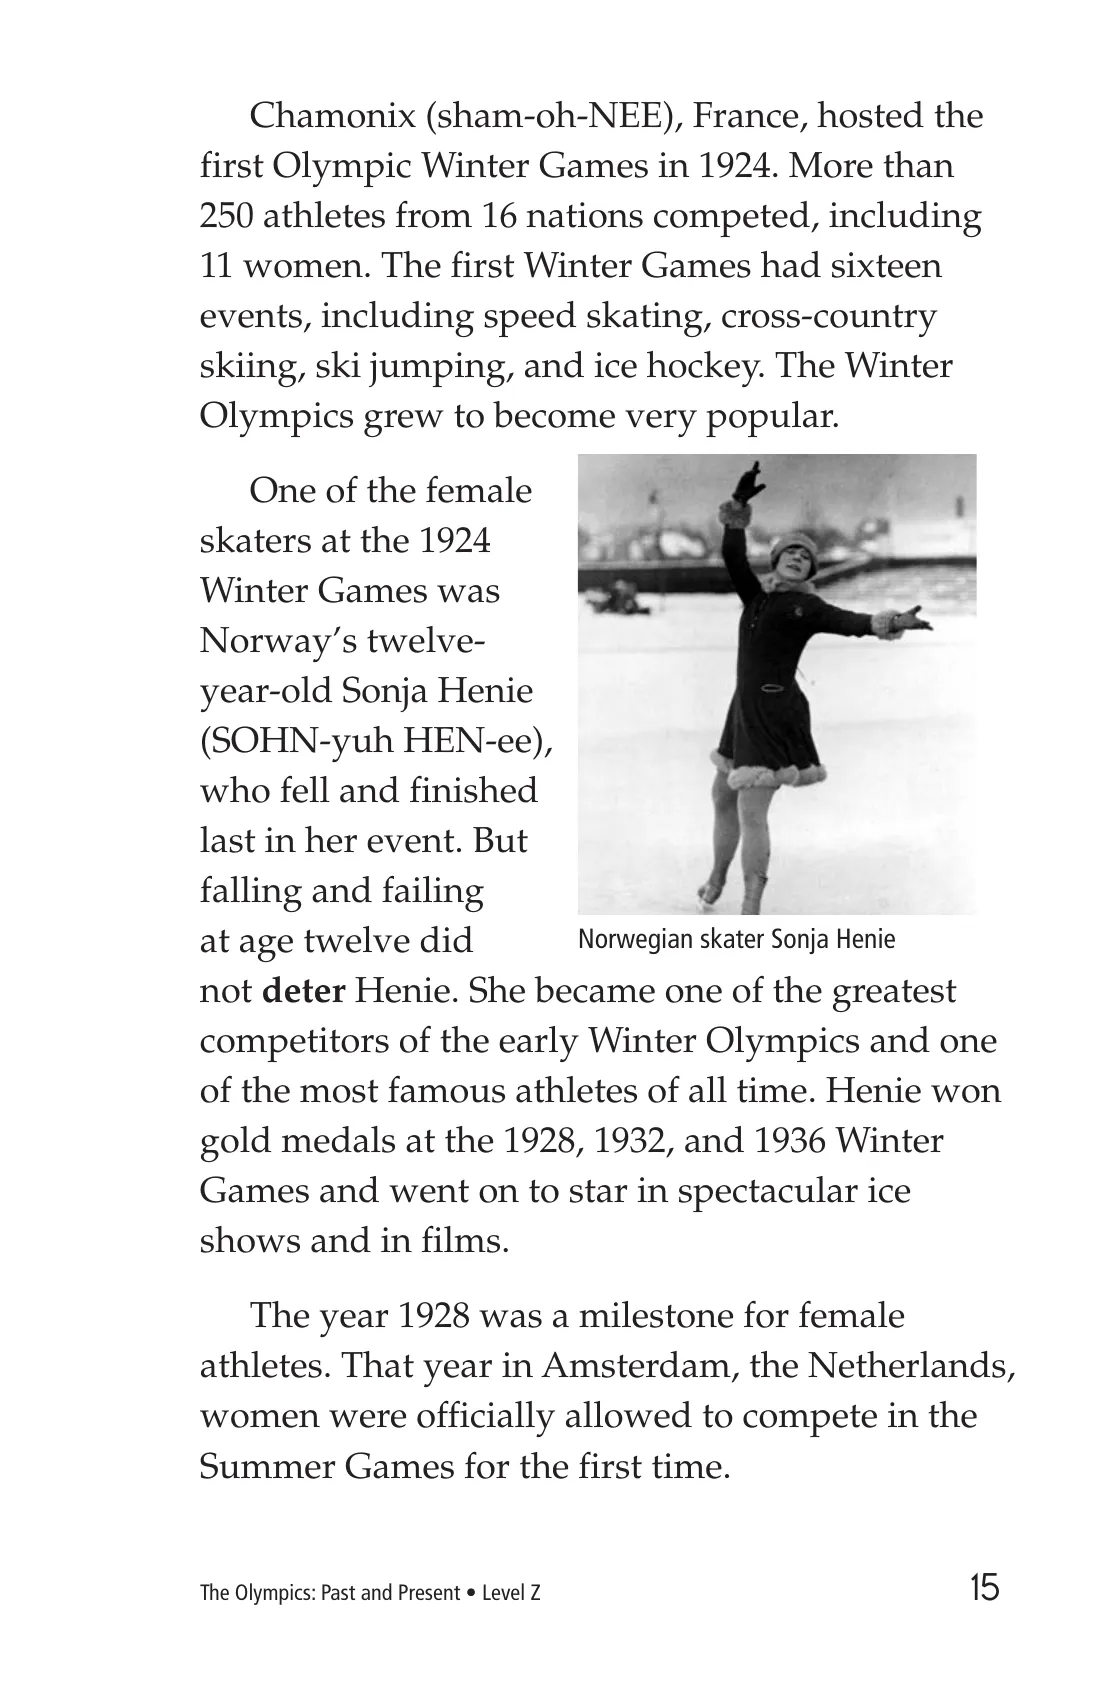 Chamonix (sham-oh-NEE), France, hosted the
first Olympic Winter Games in 1924. More than
250 athletes from 16 nations competed, including
11 women. The first Winter Games had sixteen
events, including speed skating, cross-country
skiing, ski jumping, and ice hockey. The Winter
Olympics grew to become very popular.
One of the female
skaters at the 1924
Winter Games was
Norway’s twelve-
year-old Sonja Henie
(SOHN-yuh HEN-ee),
who fell and finished
last in her event. But
falling and failing
at age twelve did
not deter Henie. She became one of the greatest
competitors of the early Winter Olympics and one
of the most famous athletes of all time. Henie won
gold medals at the 1928, 1932, and 1936 Winter
Games and went on to star in spectacular ice
shows and in films.
Norwegian skater Sonja Henie
The year 1928 was a milestone for female
athletes. That year in Amsterdam, the Netherlands,
women were officially allowed to compete in the
Summer Games for the first time.
The Olympics: Past and Present • Level Z
15